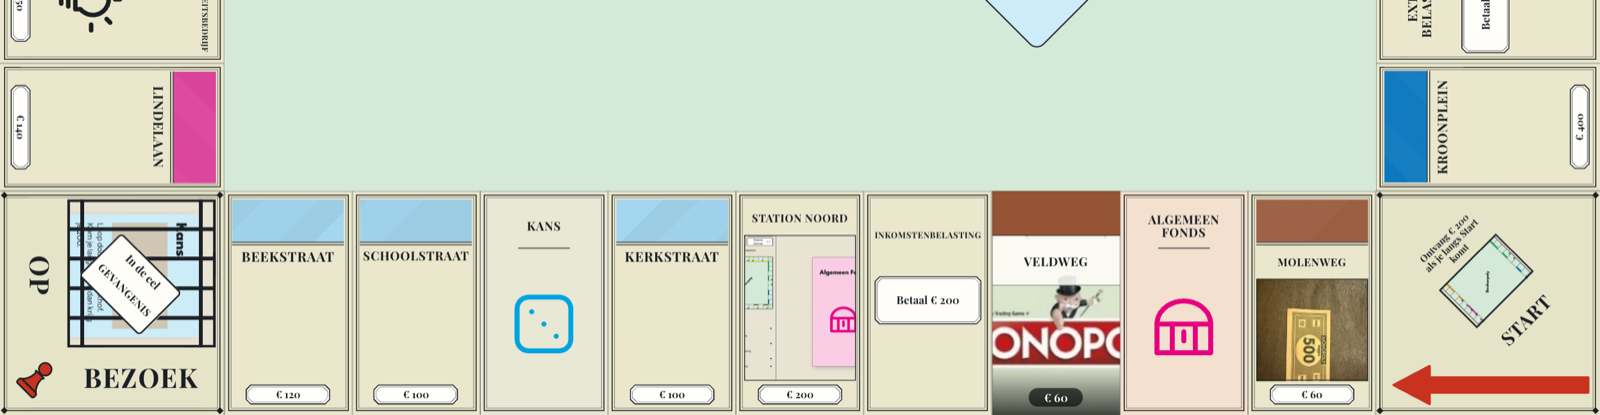 € 140
LINDELAAN
KROONPLEIN
€ 400
Betaal
OP
BEZOEK
Kans
In de cel
GEVANGENIS
BEEKSTRAAT
€ 120
SCHOOLSTRAAT
€ 100
KANS
KERKSTRAAT
€ 100
STATION NOORD
Algemeen
€ 200
INKOMSTENBELASTING
Betaal € 200
VELDWEG
ONOPO
€ 60
ALGEMEEN
FONDS
MOLENWEG
500
€ 60
Ontvang € 200
als je langs Start
komt
START